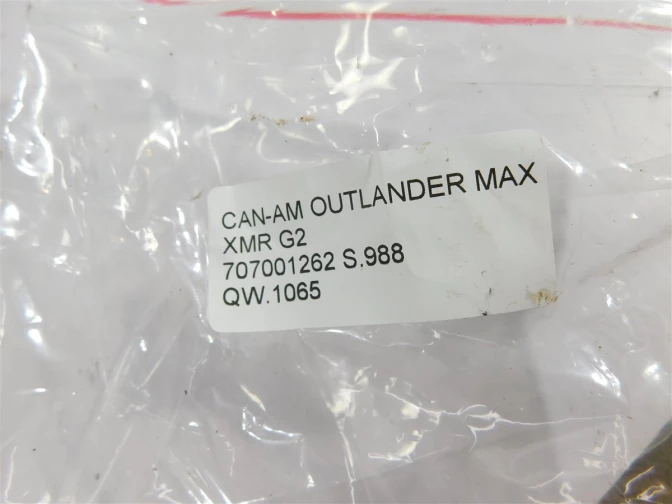 CAN-AM OUTLANDER MAX
XMR G2
707001262 S.988
QW.1065